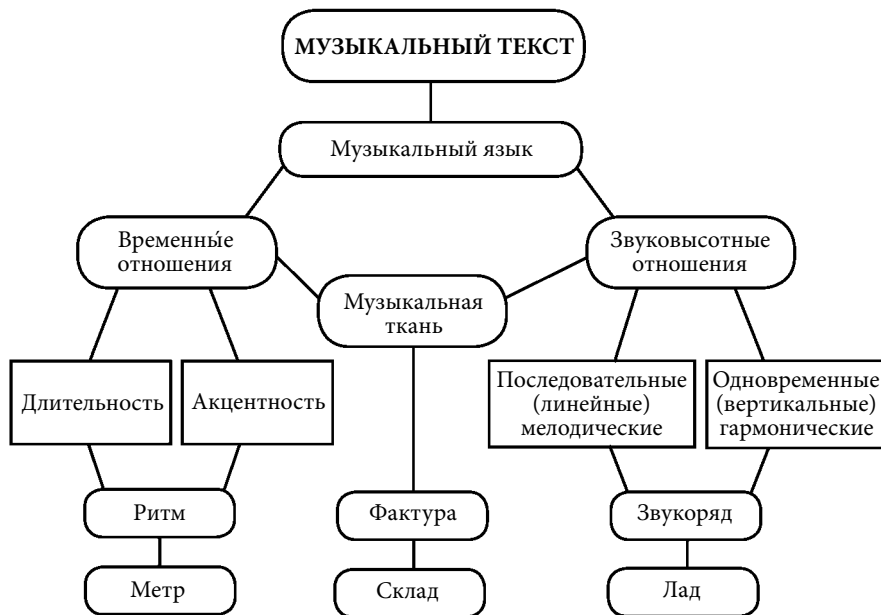 МУЗЫКАЛЬНЫЙ ТЕКСТ
Музыкальный язык
Временны́е
отношения
Звуковысотные
отношения
Музыкальная
ткань
Длительность
Акцентность
Последовательные
(линейные)
мелодические
Одновременные
(вертикальные)
гармонические
Ритм
Фактура
Звукоряд
Метр
Склад
Лад